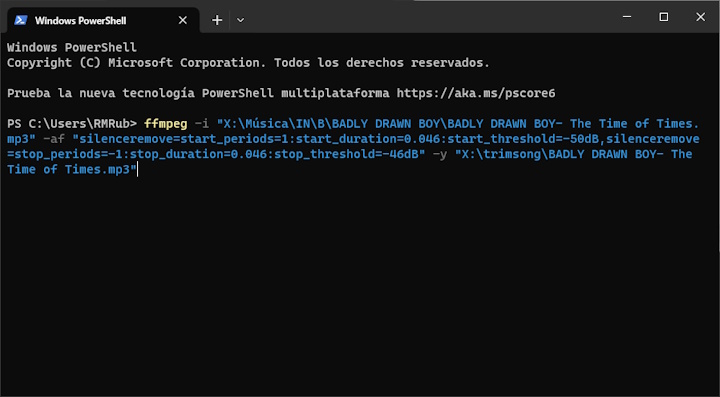 Windows PowerShell
Windows PowerShell
Copyright (C) Microsoft Corporation. Todos los derechos reservados.
Prueba la nueva tecnología PowerShell multiplataforma https://aka.ms/pscore6
PS C:\Users\RMRub> ffmpeg -i "X:\Música\IN\B\BADLY DRAWN BOY\BADLY DRAWN BOY- The Time of Times.
mp3" -af "silenceremove=start_periods=1:start_duration=0.046:start_threshold=-50dB,silenceremove
=stop_periods=-1:stop_duration=0.046:stop_threshold=-46dB" -y "X:\trimsong\BADLY DRAWN BOY- The
Time of Times.mp3"